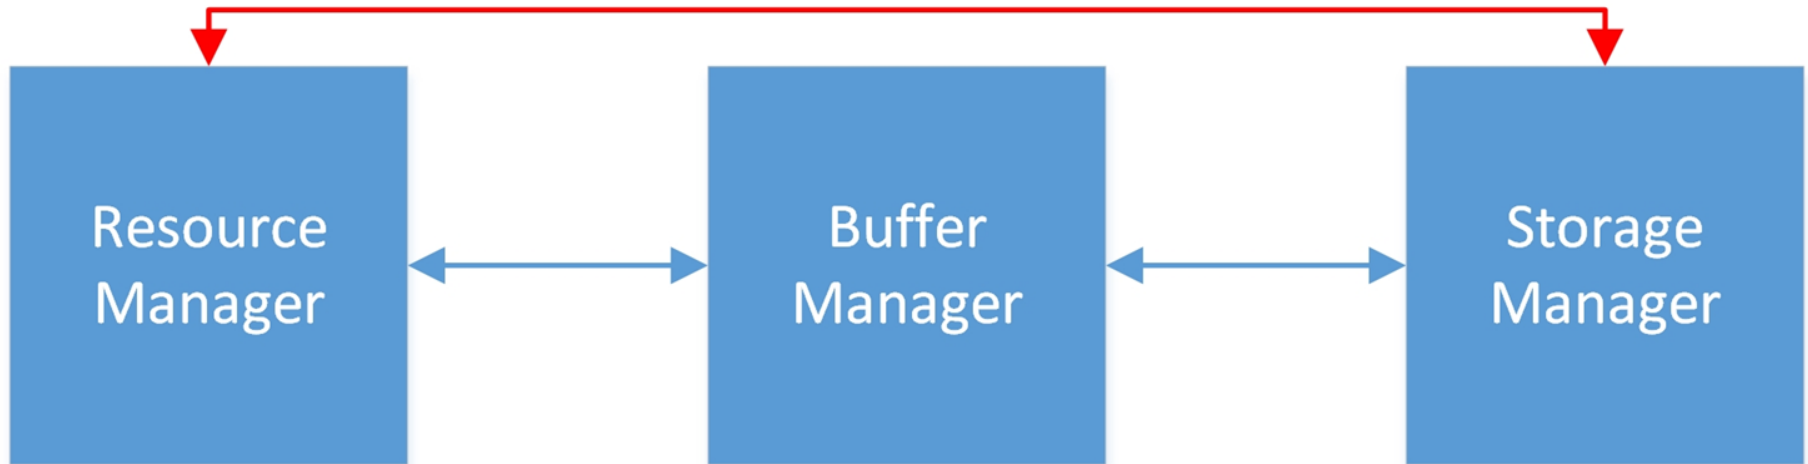 Resource
Manager
Buffer
Manager
Storage
Manager